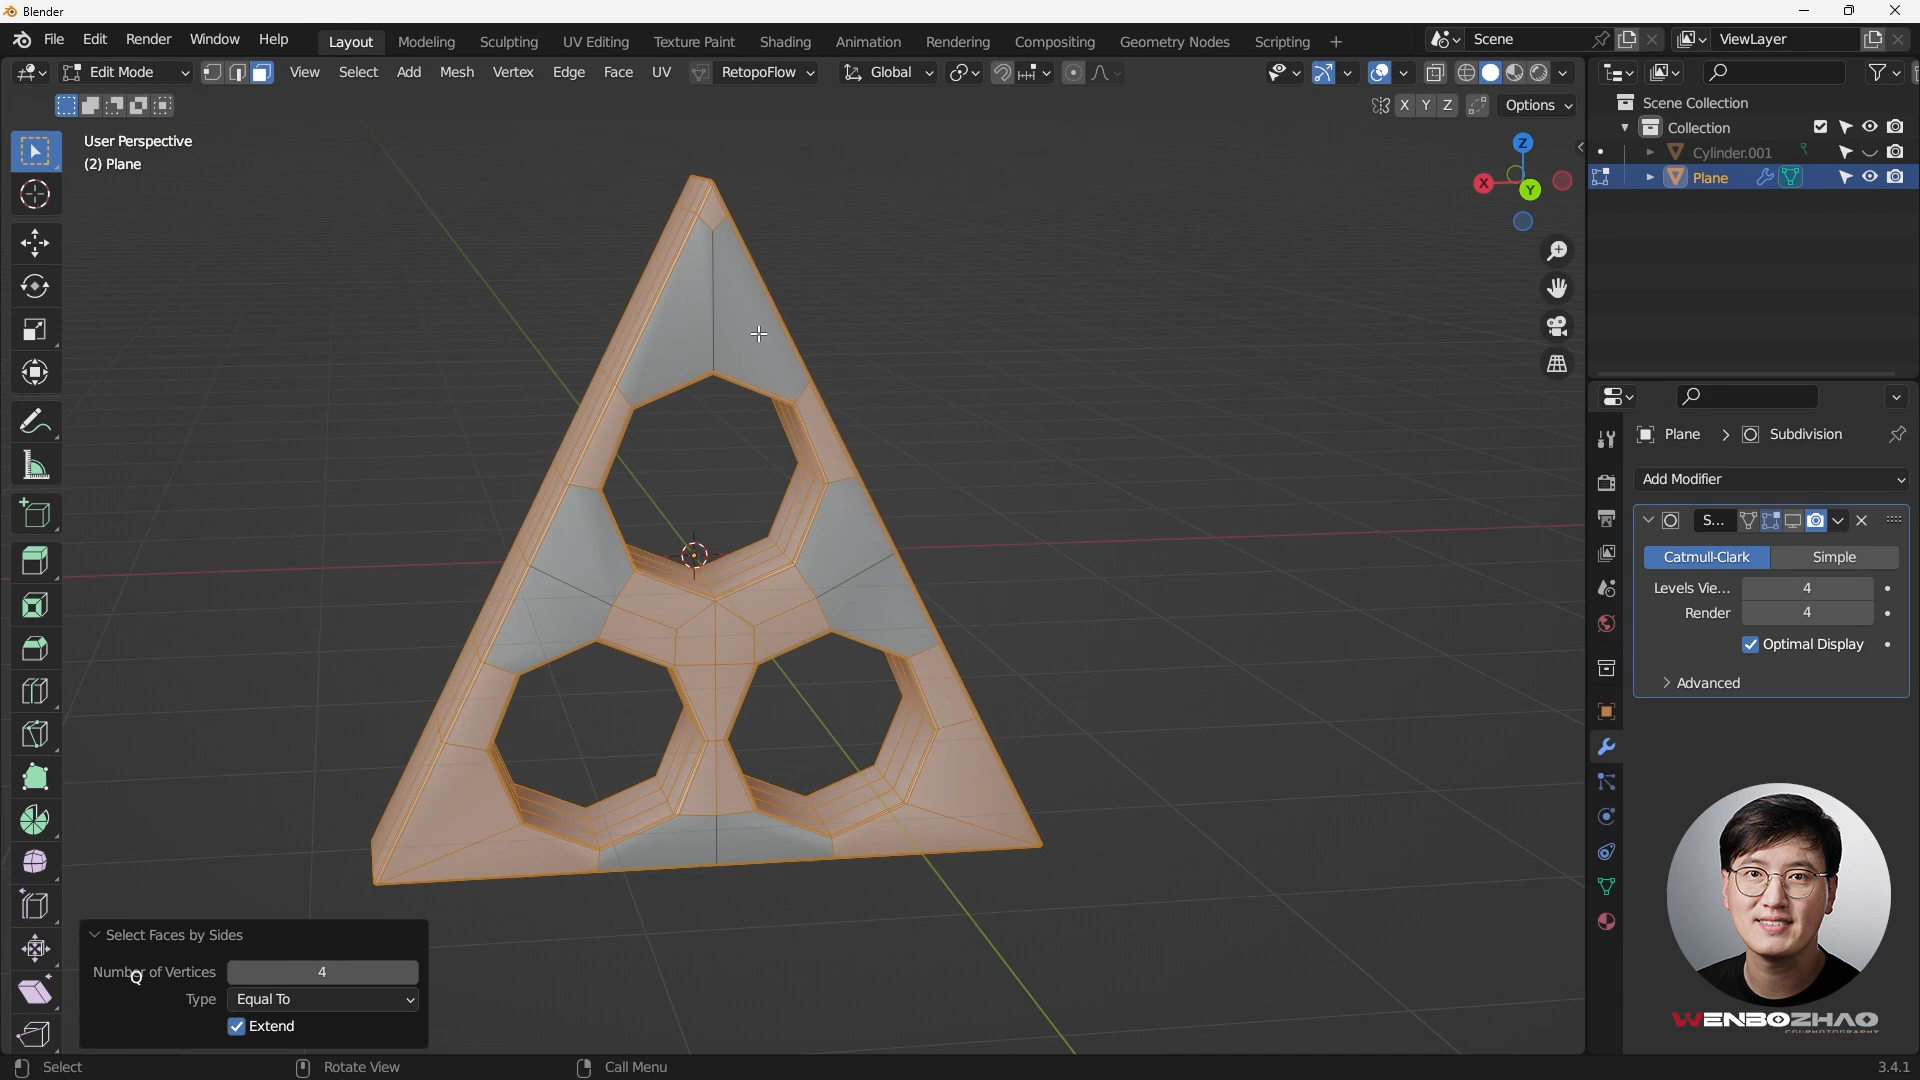 Blender
File Edit Render Window Help Layout Modeling Sculpting UV Editing Texture Paint Shading Animation Rendering Compositing Geometry Nodes Scripting + Scene ViewLayer
Edit Mode View Select Add Mesh Vertex Edge Face UV RetopoFlow Global
X Y Z Options
User Perspective
(2) Plane
Z
X
Y
Scene Collection
Collection
Cylinder.001
Plane
Plane > Subdivision
Add Modifier
S...
Catmull-Clark Simple
Levels Vie... 4
Render 4
Optimal Display
Advanced
Select Faces by Sides
Number of Vertices 4
Q
Type Equal To
Extend
WENBOZHAO
Select Rotate View Call Menu 3.4.1